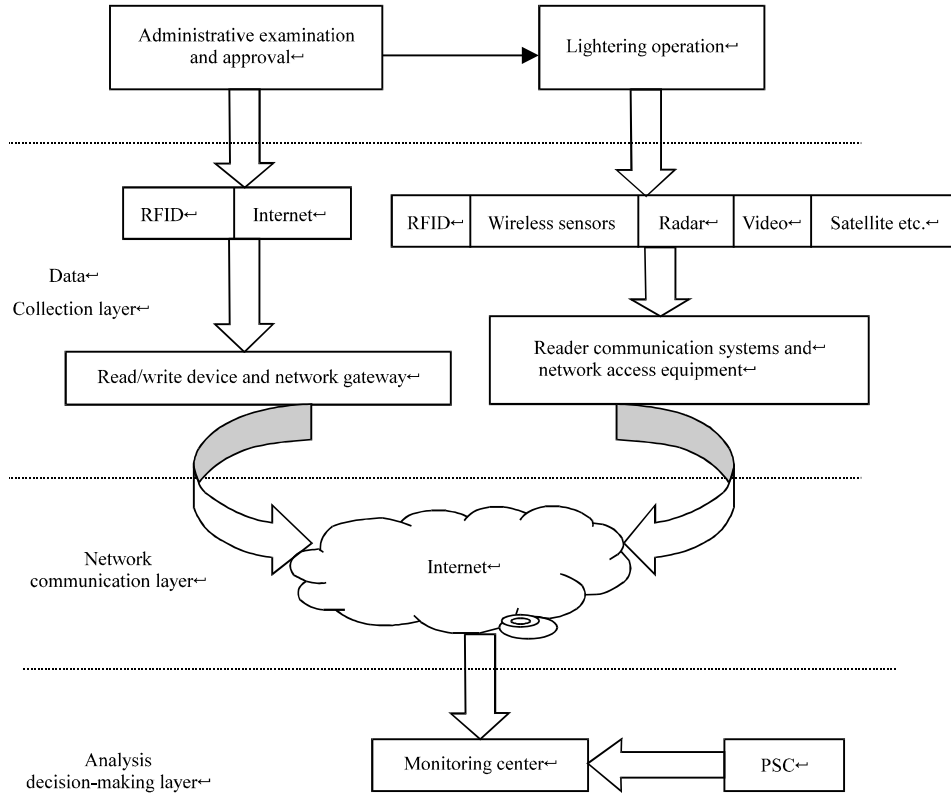 Administrative examination
and approval↵
Lightering operation↵
RFID↵
Internet↵
RFID↵
Wireless sensors
Radar↵
Video↵
Satellite etc.↵
Data↵
Collection layer↵
Read/write device and network gateway↵
Reader communication systems and↵
network access equipment↵
Network
communication layer↵
Internet↵
Analysis
decision-making layer↵
Monitoring center↵
PSC↵